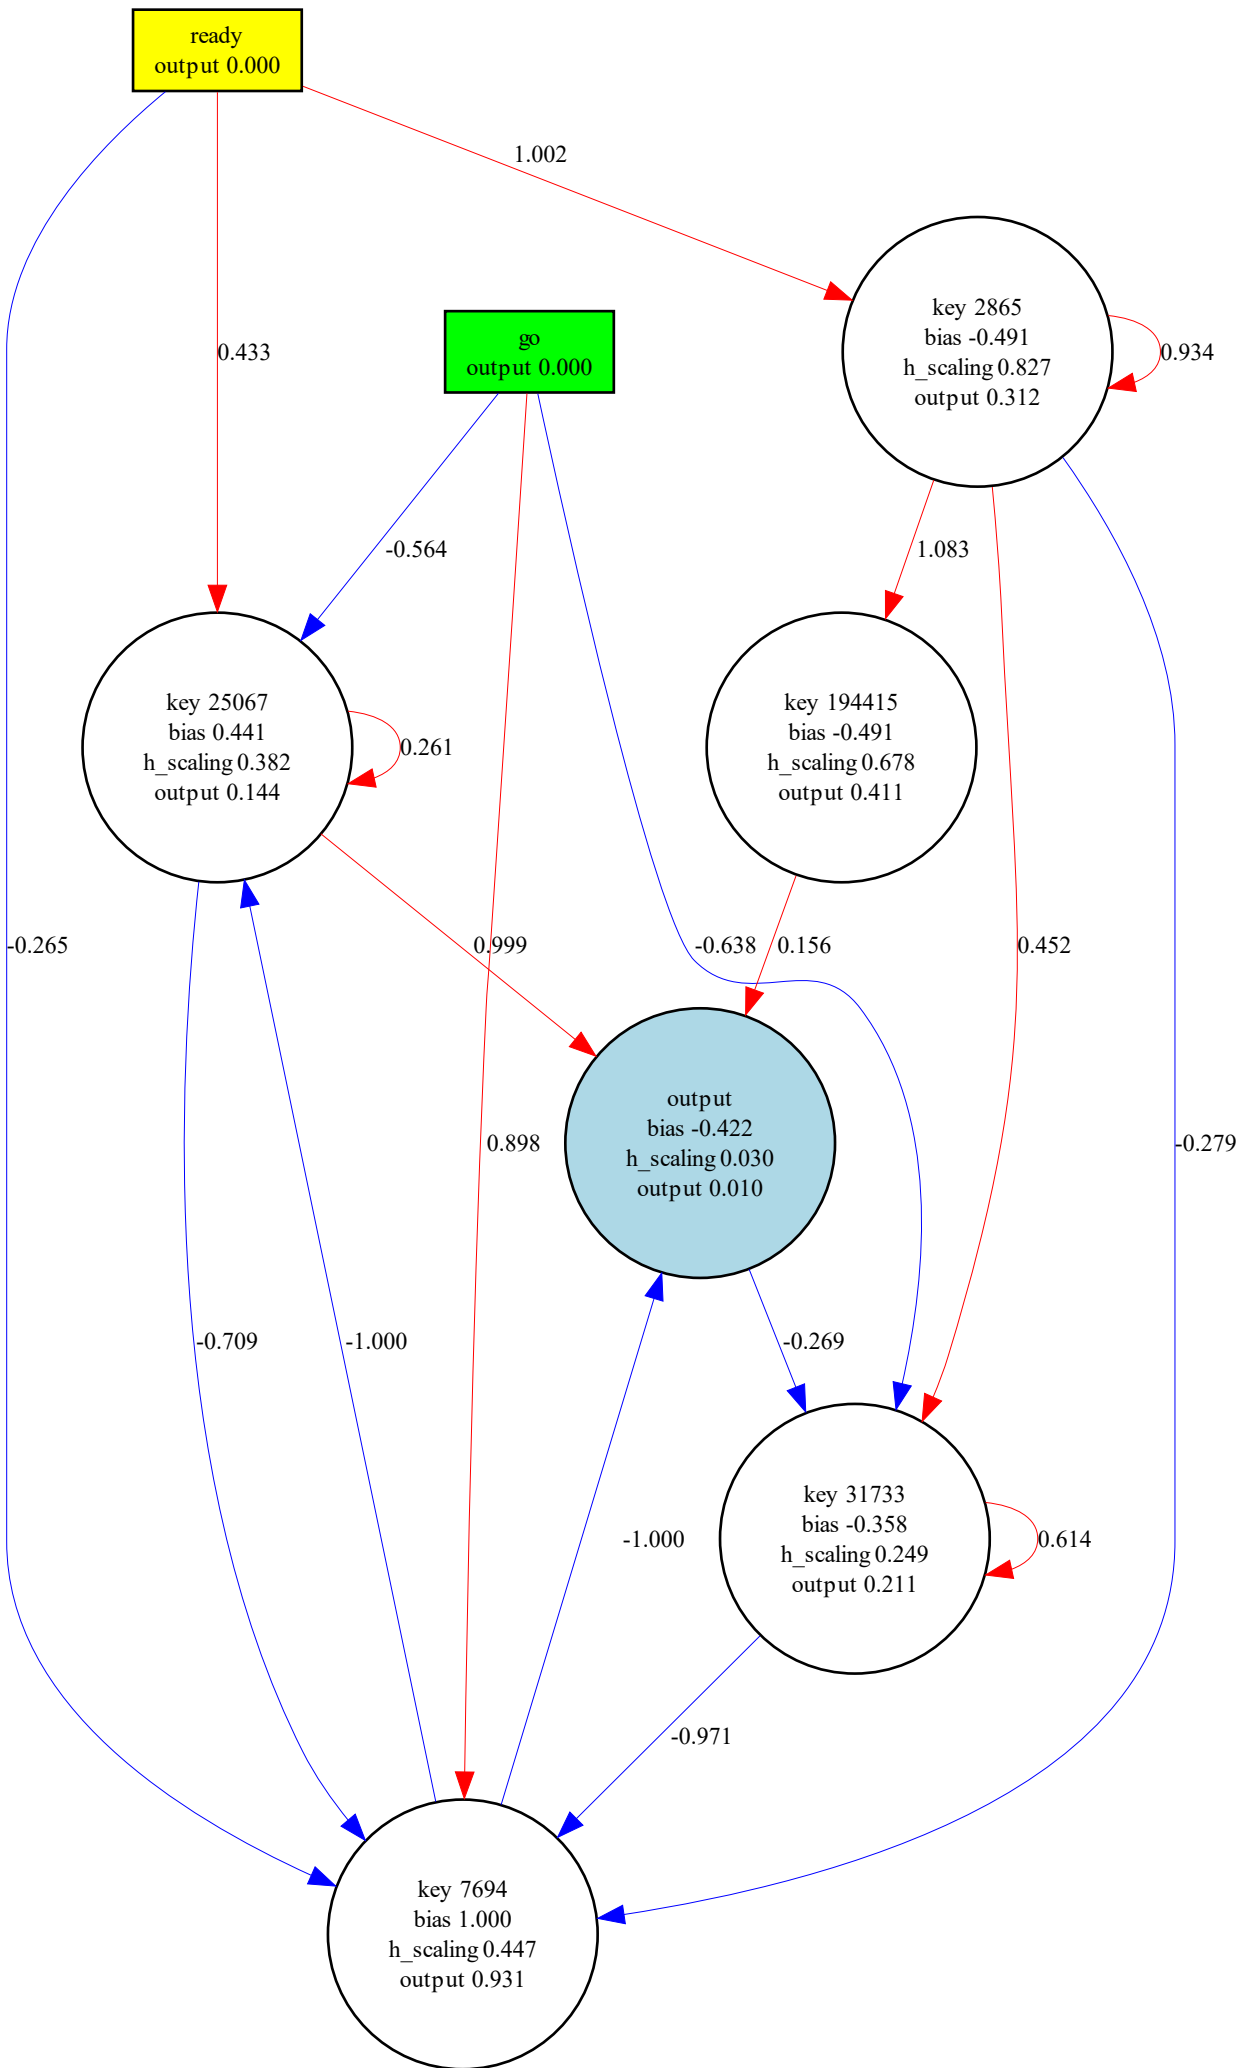 ready
output 0.000
1.002
go
output 0.000
0.433
key 2865
bias -0.491
h_scaling 0.827
output 0.312
0.934
-0.564
1.083
key 25067
bias 0.441
h_scaling 0.382
output 0.144
0.261
key 194415
bias -0.491
h_scaling 0.678
output 0.411
-0.265
0.999
-0.638
0.156
0.452
output
bias -0.422
h_scaling 0.030
output 0.010
0.898
-0.279
-0.709
-1.000
-0.269
-1.000
key 31733
bias -0.358
h_scaling 0.249
output 0.211
0.614
-0.971
key 7694
bias 1.000
h_scaling 0.447
output 0.931